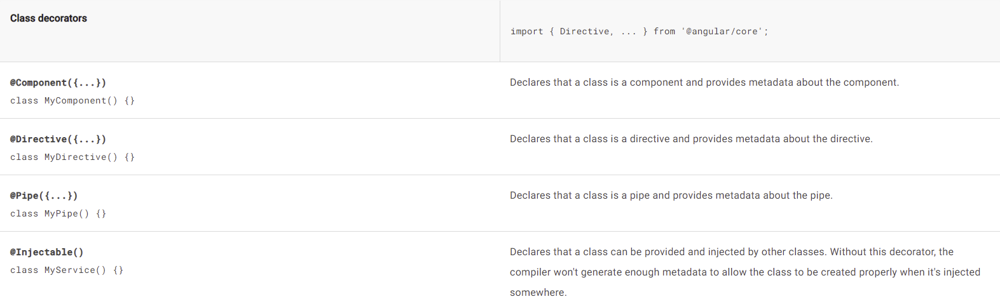 Class decorators
import { Directive, ... } from '@angular/core';
@Component({...})
class MyComponent() {}
Declares that a class is a component and provides metadata about the component.
@Directive({...})
class MyDirective() {}
Declares that a class is a directive and provides metadata about the directive.
@Pipe({...})
class MyPipe() {}
Declares that a class is a pipe and provides metadata about the pipe.
@Injectable()
class MyService() {}
Declares that a class can be provided and injected by other classes. Without this decorator, the
compiler won't generate enough metadata to allow the class to be created properly when it's injected
somewhere.